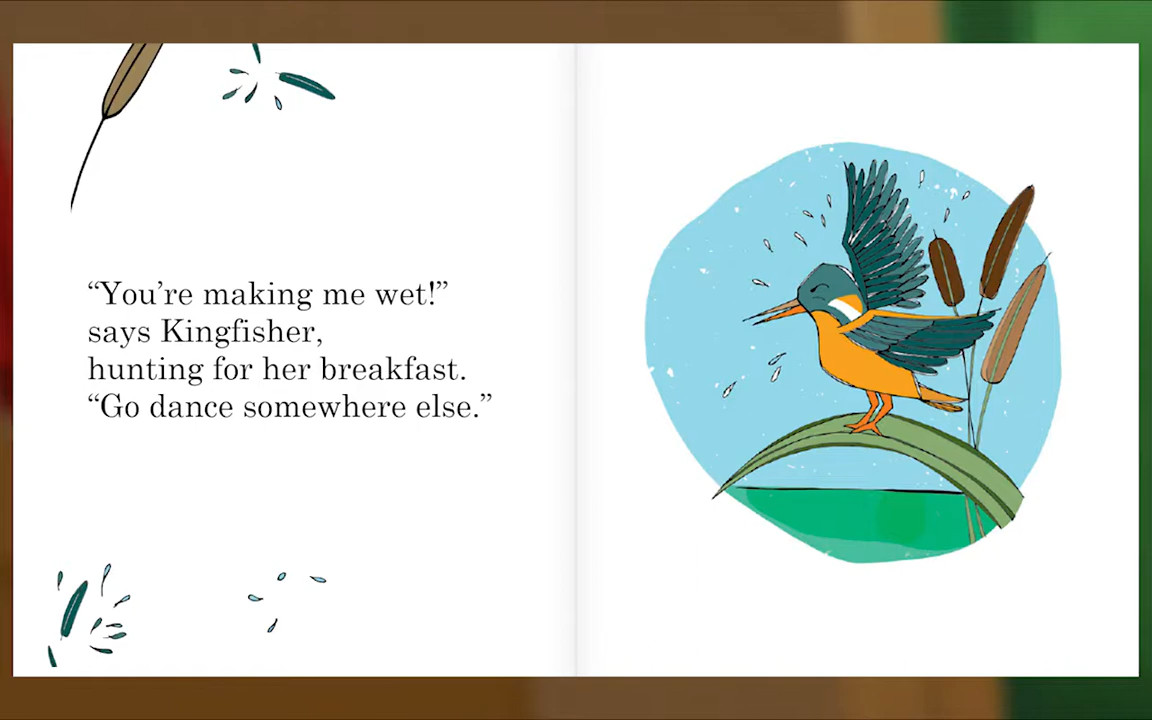 “You’re making me wet!”
says Kingfisher,
hunting for her breakfast.
“Go dance somewhere else.”